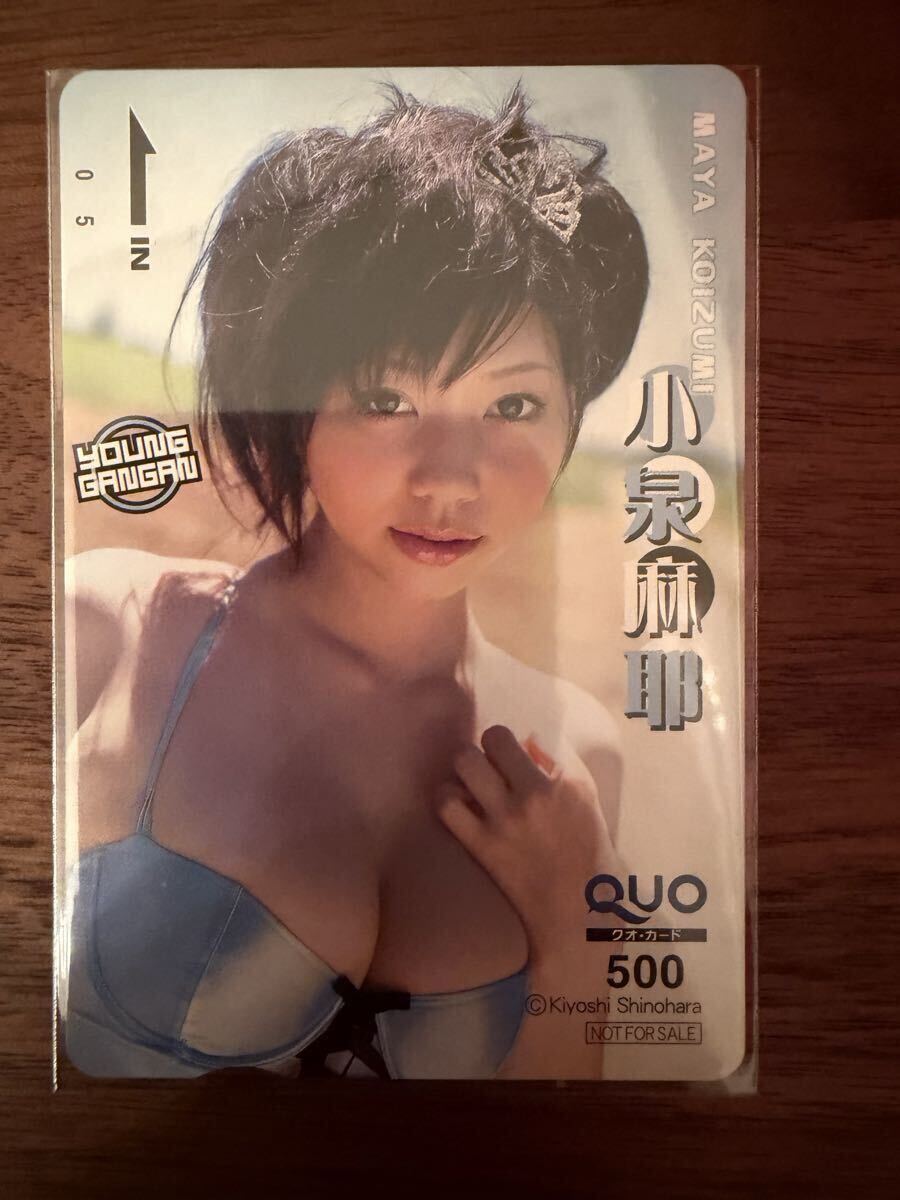 0 5
IN
YOUNG
GANGAN
MAYA KOIZUMI
小泉麻耶
QUO
クオ・カード
500
©Kiyoshi Shinohara
NOT FOR SALE